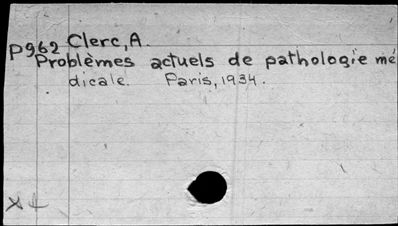 P962 Clerc, A.
Problèmes actuels de pathologie mé
dicale. Paris, 1934.